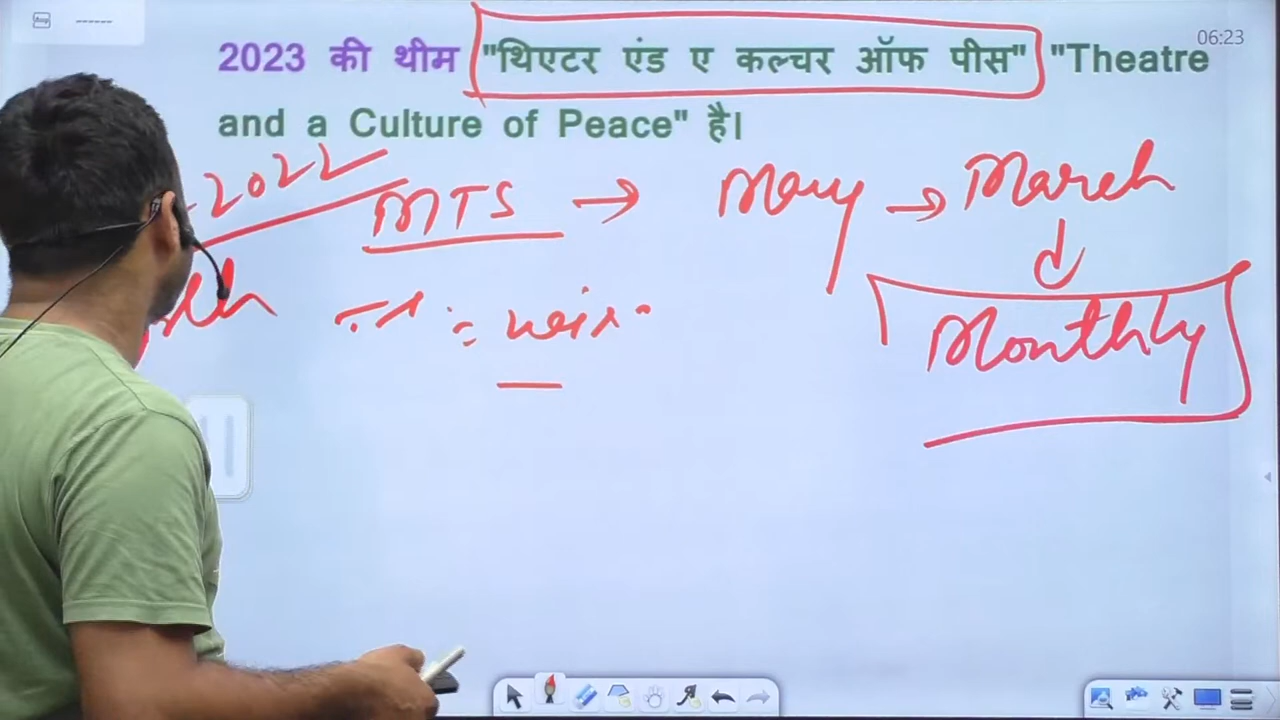 06:23
2023 की थीम "थिएटर एंड ए कल्चर ऑफ पीस" "Theatre
and a Culture of Peace" है।
2022 MTS → May → March
Monthly